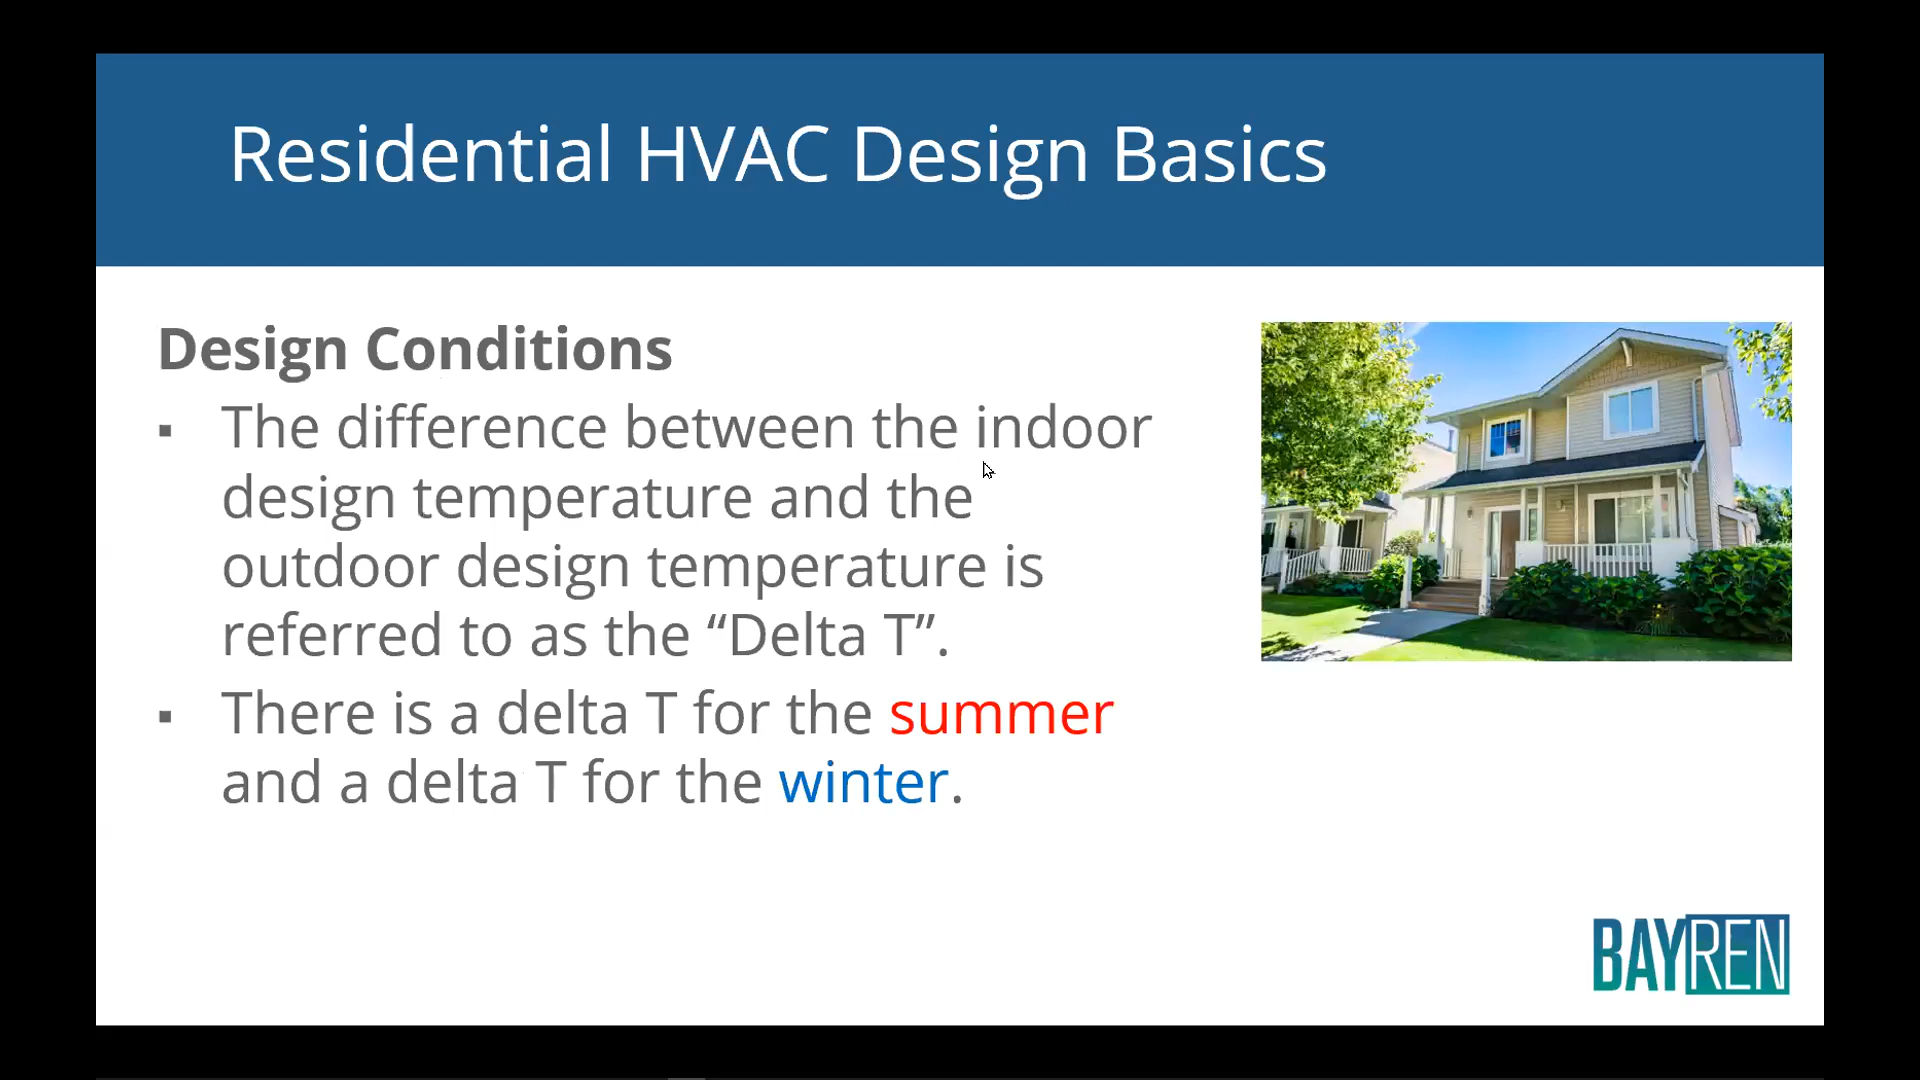 Residential HVAC Design Basics
Design Conditions
▪ The difference between the indoor
design temperature and the
outdoor design temperature is
referred to as the “Delta T”.
▪ There is a delta T for the summer
and a delta T for the winter.
BAYREN